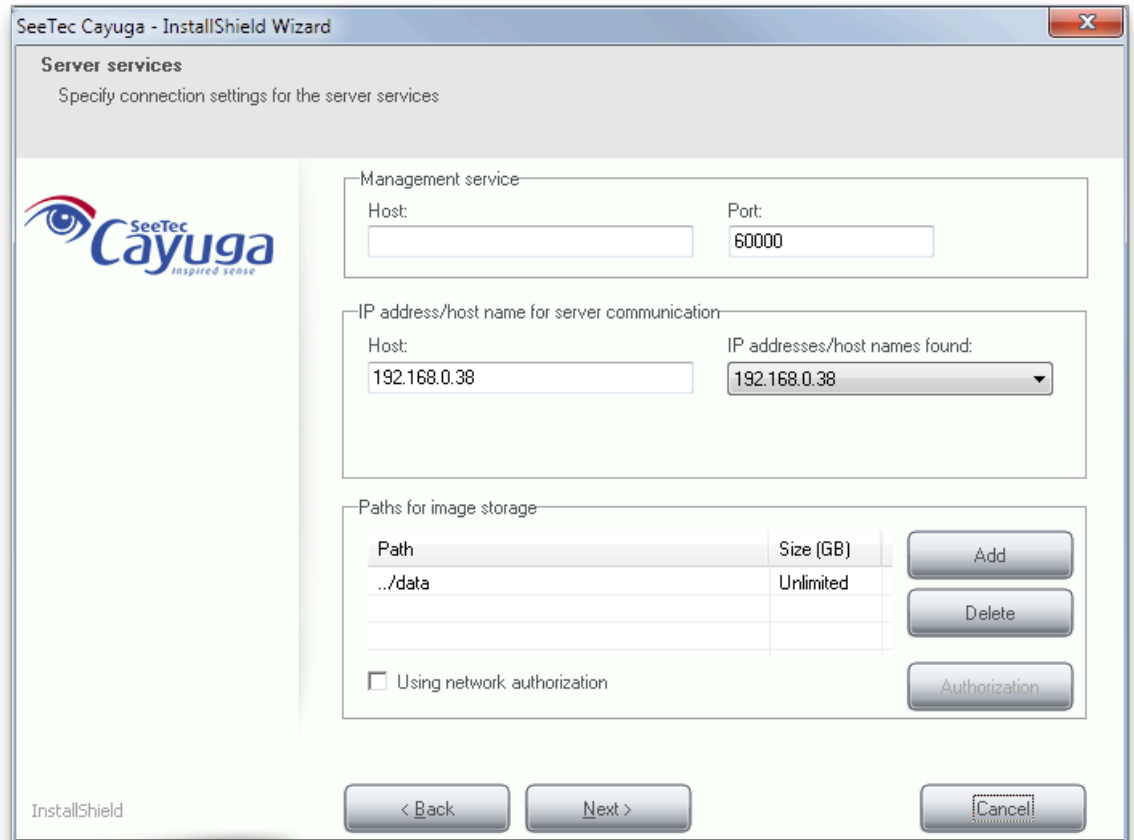 SeeTec Cayuga - InstallShield Wizard
Server services
Specify connection settings for the server services
SeeTec
Cayuga
inspired sense
Management service
Host: Port:
60000
IP address/host name for server communication
Host: IP addresses/host names found:
192.168.0.38 192.168.0.38
Paths for image storage
Path Size (GB)
Add
../data Unlimited
Delete
Using network authorization
Authorization
InstallShield
< Back Next > Cancel